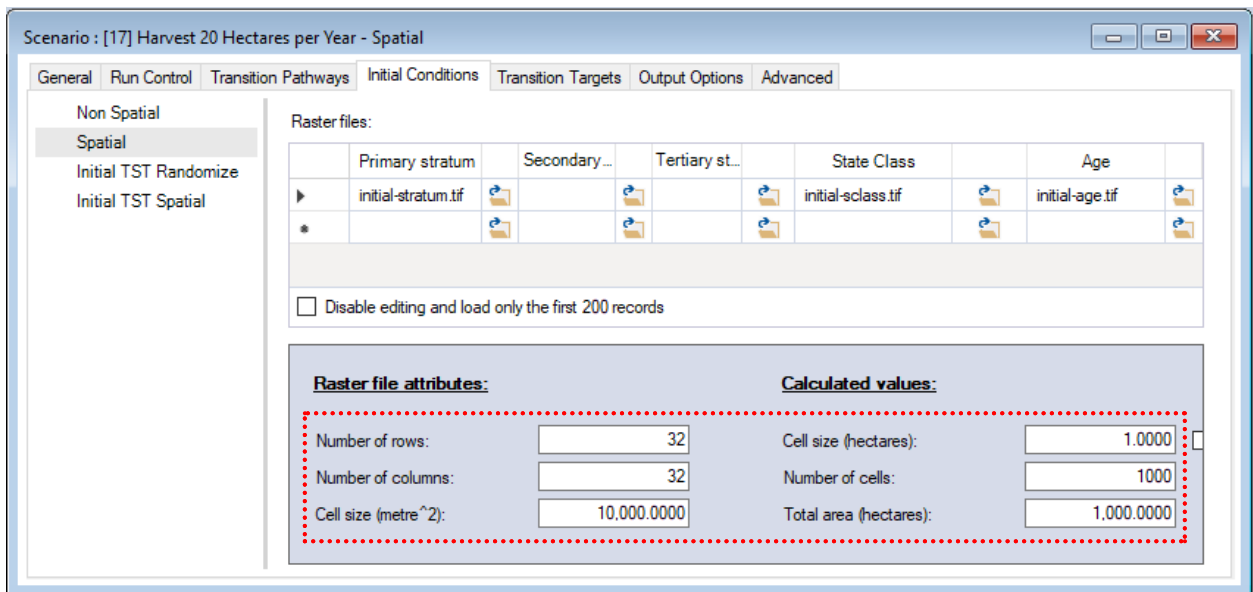 Scenario : [17] Harvest 20 Hectares per Year - Spatial
General Run Control Transition Pathways Initial Conditions Transition Targets Output Options Advanced
Non Spatial
Spatial
Initial TST Randomize
Initial TST Spatial
Raster files:
Primary stratum Secondary... Tertiary st... State Class Age
initial-stratum.tif initial-sclass.tif initial-age.tif
Disable editing and load only the first 200 records
Raster file attributes: Calculated values:
Number of rows: 32 Cell size (hectares): 1.0000
Number of columns: 32 Number of cells: 1000
Cell size (metre^2): 10,000.0000 Total area (hectares): 1,000.0000